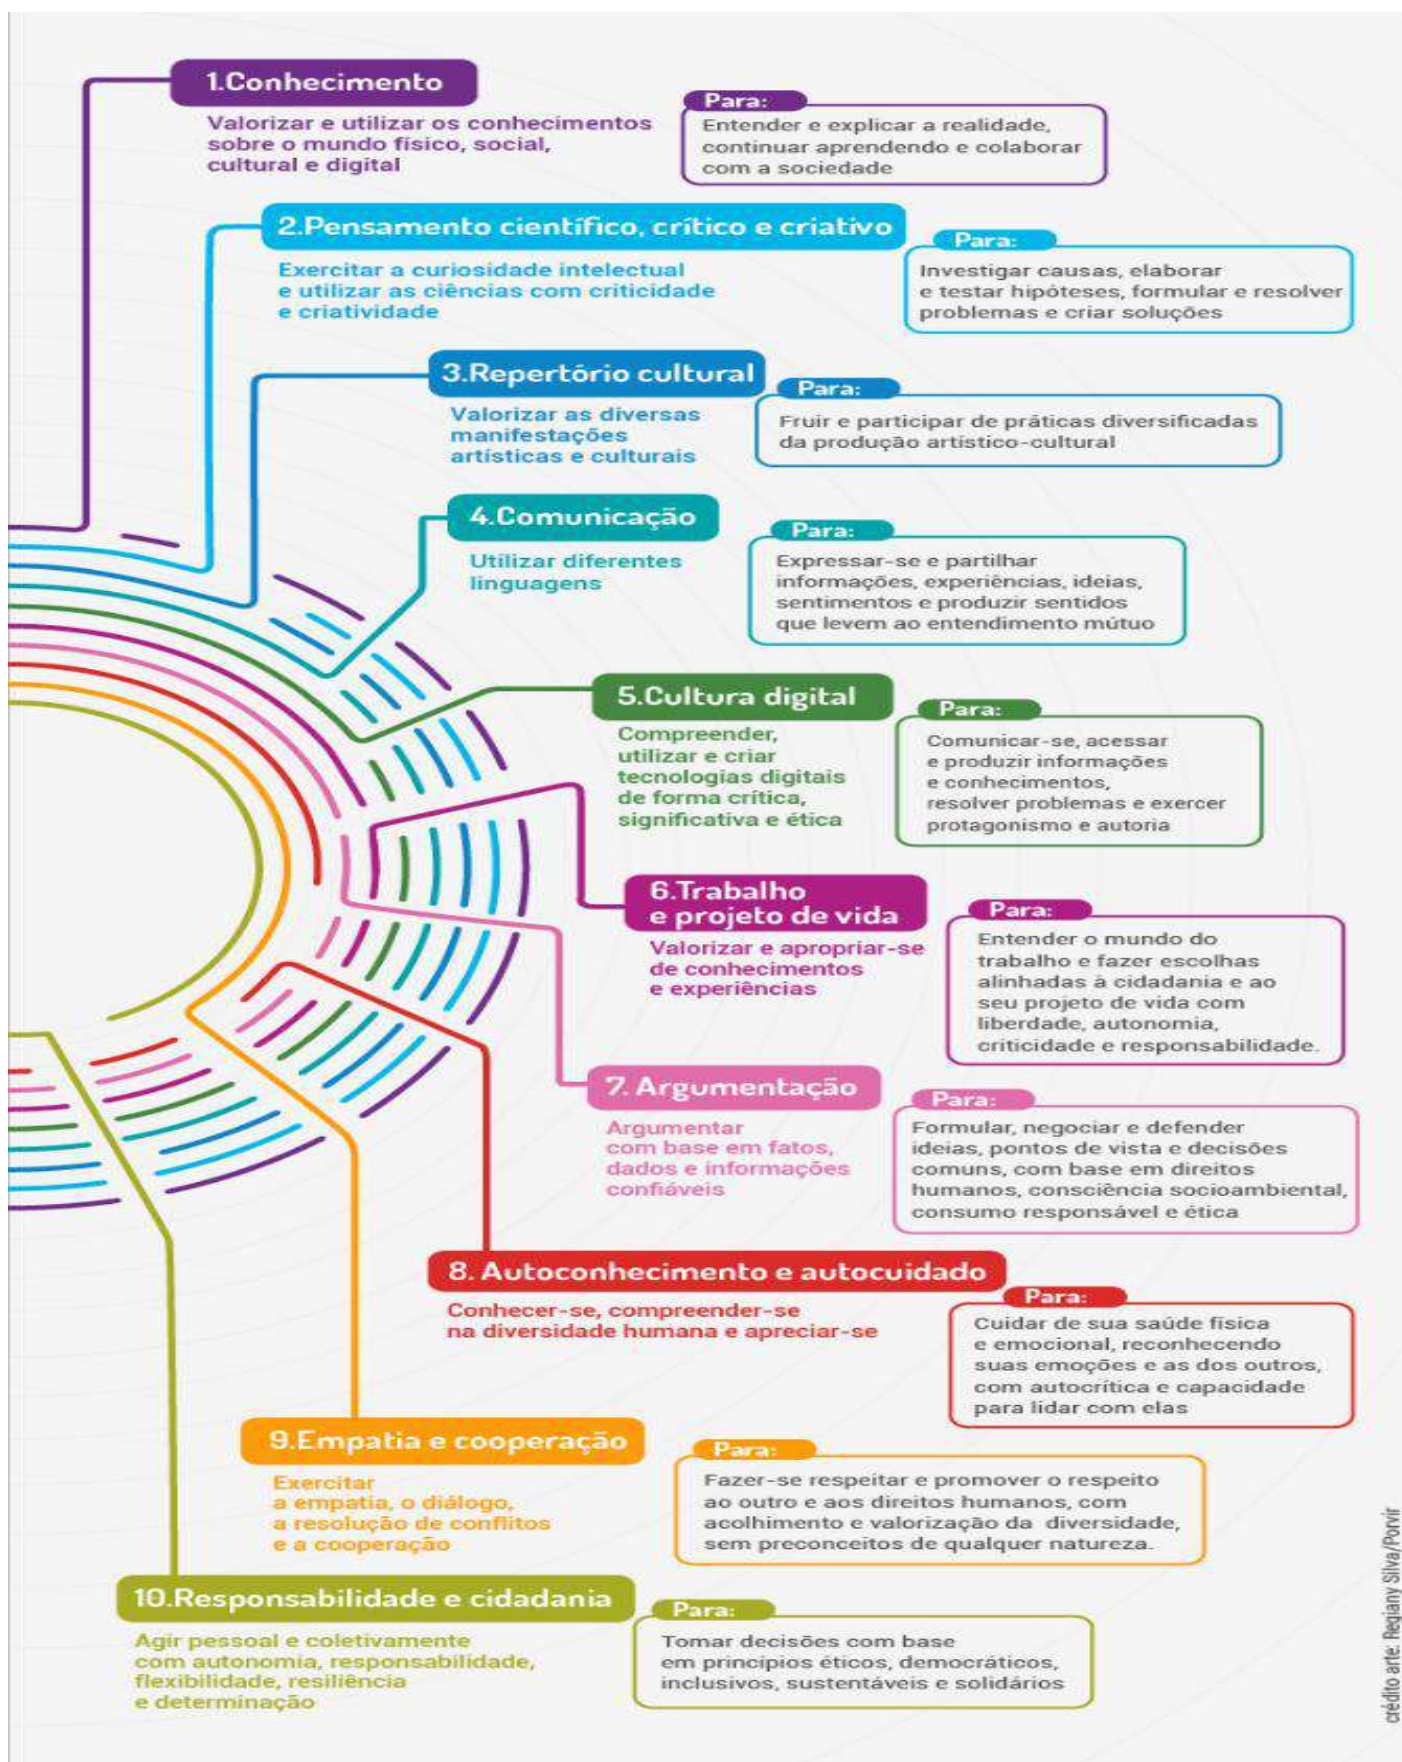 1.Conhecimento
Valorizar e utilizar os conhecimentos
sobre o mundo físico, social,
cultural e digital
Para:
Entender e explicar a realidade,
continuar aprendendo e colaborar
com a sociedade
2.Pensamento científico, crítico e criativo
Exercitar a curiosidade intelectual
e utilizar as ciências com criticidade
e criatividade
Para:
Investigar causas, elaborar
e testar hipóteses, formular e resolver
problemas e criar soluções
3.Repertório cultural
Valorizar as diversas
manifestações
artísticas e culturais
Para:
Fruir e participar de práticas diversificadas
da produção artístico-cultural
4.Comunicação
Utilizar diferentes
linguagens
Para:
Expressar-se e partilhar
informações, experiências, ideias,
sentimentos e produzir sentidos
que levem ao entendimento mútuo
5.Cultura digital
Compreender,
utilizar e criar
tecnologias digitais
de forma crítica,
significativa e ética
Para:
Comunicar-se, acessar
e produzir informações
e conhecimentos,
resolver problemas e exercer
protagonismo e autoria
6.Trabalho
e projeto de vida
Valorizar e apropriar-se
de conhecimentos
e experiências
Para:
Entender o mundo do
trabalho e fazer escolhas
alinhadas à cidadania e ao
seu projeto de vida com
liberdade, autonomia,
criticidade e responsabilidade.
7. Argumentação
Argumentar
com base em fatos,
dados e informações
confiáveis
Para:
Formular, negociar e defender
ideias, pontos de vista e decisões
comuns, com base em direitos
humanos, consciência socioambiental,
consumo responsável e ética
8. Autoconhecimento e autocuidado
Conhecer-se, compreender-se
na diversidade humana e apreciar-se
Para:
Cuidar de sua saúde física
e emocional, reconhecendo
suas emoções e as dos outros,
com autocrítica e capacidade
para lidar com elas
9.Empatia e cooperação
Exercitar
a empatia, o diálogo,
a resolução de conflitos
e a cooperação
Para:
Fazer-se respeitar e promover o respeito
ao outro e aos direitos humanos, com
acolhimento e valorização da diversidade,
sem preconceitos de qualquer natureza.
10.Responsabilidade e cidadania
Agir pessoal e coletivamente
com autonomia, responsabilidade,
flexibilidade, resiliência
e determinação
Para:
Tomar decisões com base
em princípios éticos, democráticos,
inclusivos, sustentáveis e solidários
crédito arte: Regiany Silva/Porvir